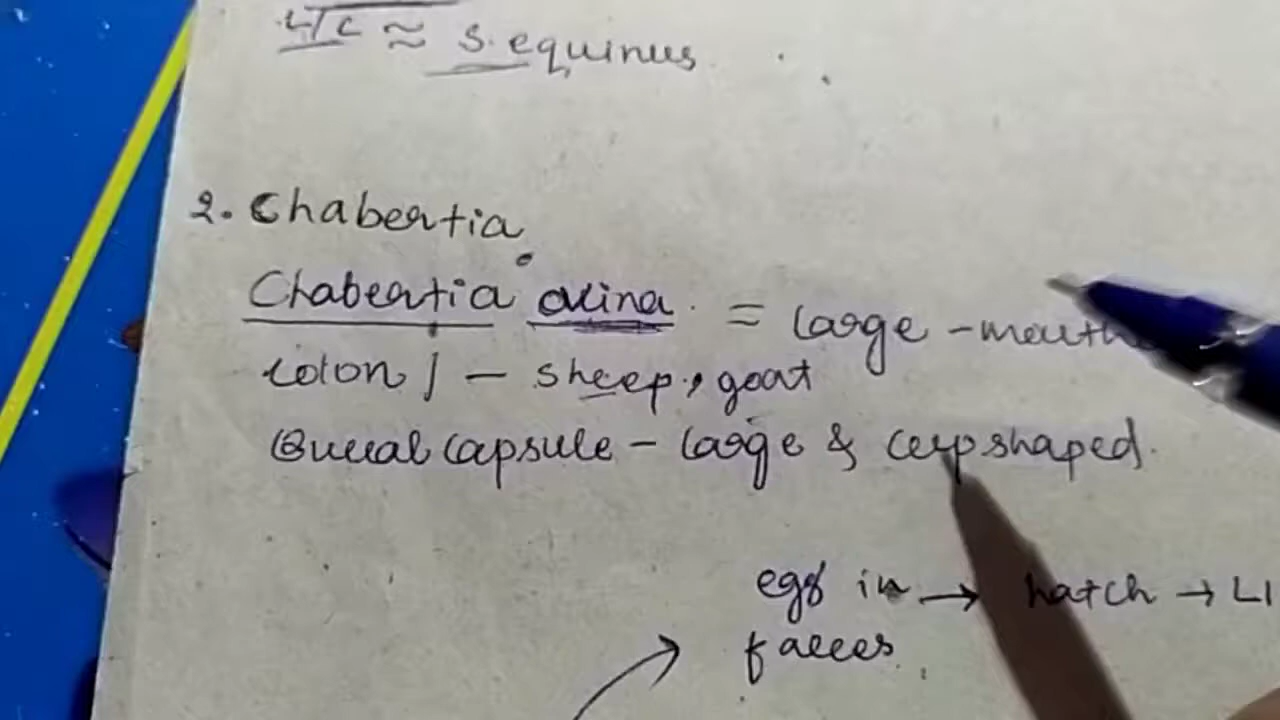 L/C ≈ S. equinus
2. Chabertia
Chabertia ovina = large-mouth
colon / - sheep, goat
Buccal capsule - large & cup shaped.
egg in → hatch → L1
faeces